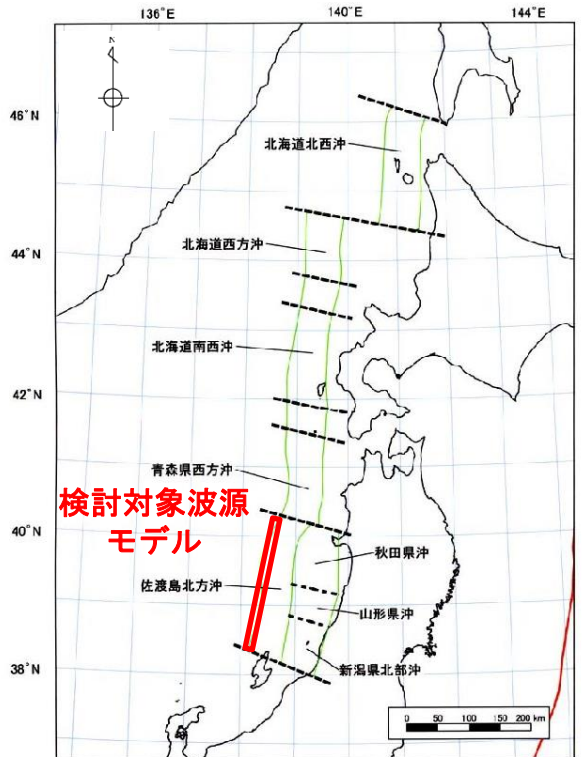 136°E
140°E
144°E
N
46°N
北海道北西沖
44°N
北海道西方沖
北海道南西沖
42°N
青森県西方沖
検討対象波源
モデル
40°N
秋田県沖
佐渡島北方沖
山形県沖
38°N
新潟県北部沖
0 50 100 150 200 km